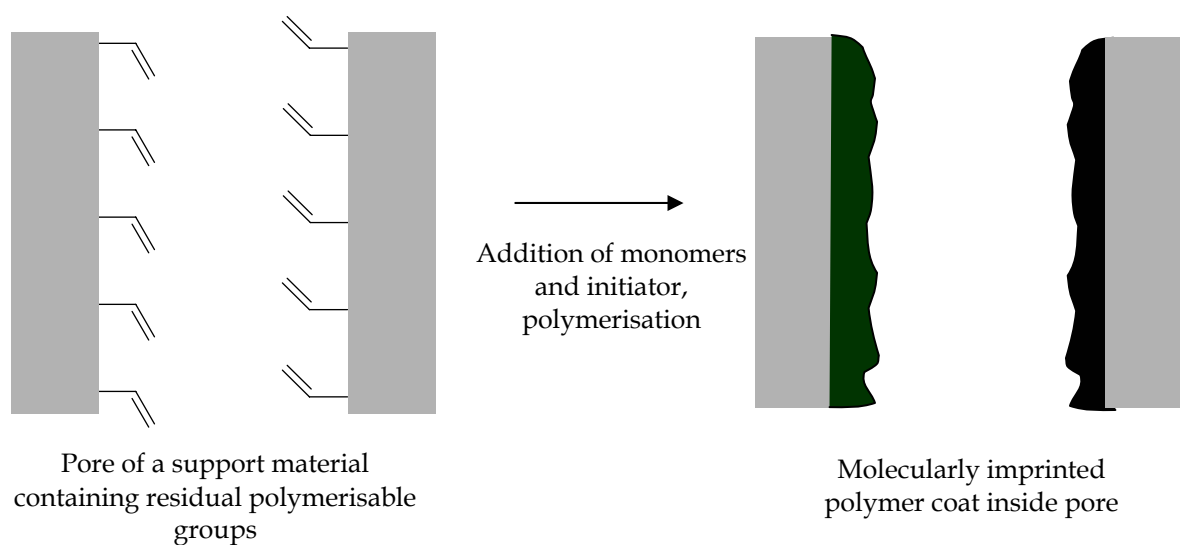 Addition of monomers
and initiator,
polymerisation
Pore of a support material
containing residual polymerisable
groups
Molecularly imprinted
polymer coat inside pore